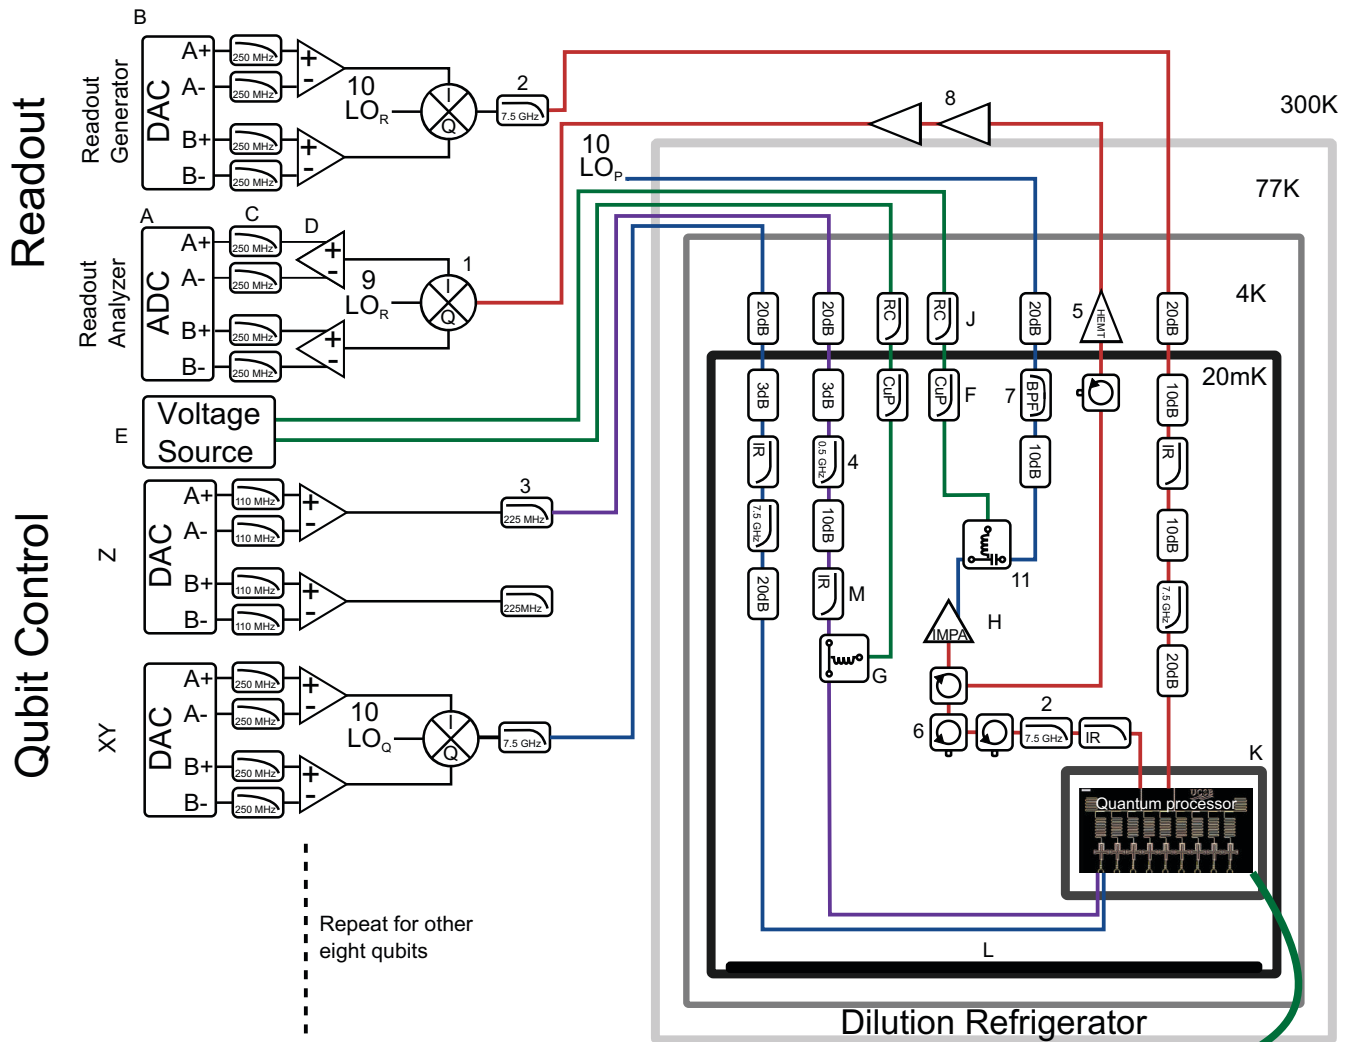 Readout
Qubit Control
B
Readout
Generator
DAC
A+
A-
B+
B-
250 MHz
250 MHz
250 MHz
250 MHz
+
-
+
-
10
LOR
I
Q
2
7.5 GHz
8
300K
77K
4K
20mK
10
LOP
A
Readout
Analyzer
ADC
A+
A-
B+
B-
C
250 MHz
250 MHz
250 MHz
250 MHz
D
+
-
+
-
9
LOR
I
Q
1
E
Voltage
Source
Z
DAC
A+
A-
B+
B-
110 MHz
110 MHz
110 MHz
110 MHz
+
-
+
-
3
225 MHz
225MHz
XY
DAC
A+
A-
B+
B-
250 MHz
250 MHz
250 MHz
250 MHz
+
-
+
-
10
LOQ
I
Q
7.5 GHz
Repeat for other
eight qubits
20dB
20dB
RC
RC
J
20dB
5
HEMT
20dB
3dB
3dB
CuP
CuP
F
7
BPF
10dB
IR
0.5 GHz
4
10dB
IR
7.5 GHz
10dB
10dB
20dB
IR
M
7.5 GHz
G
11
20dB
IMPA
H
6
2
7.5 GHz
IR
K
UCSB
Quantum processor
L
Dilution Refrigerator